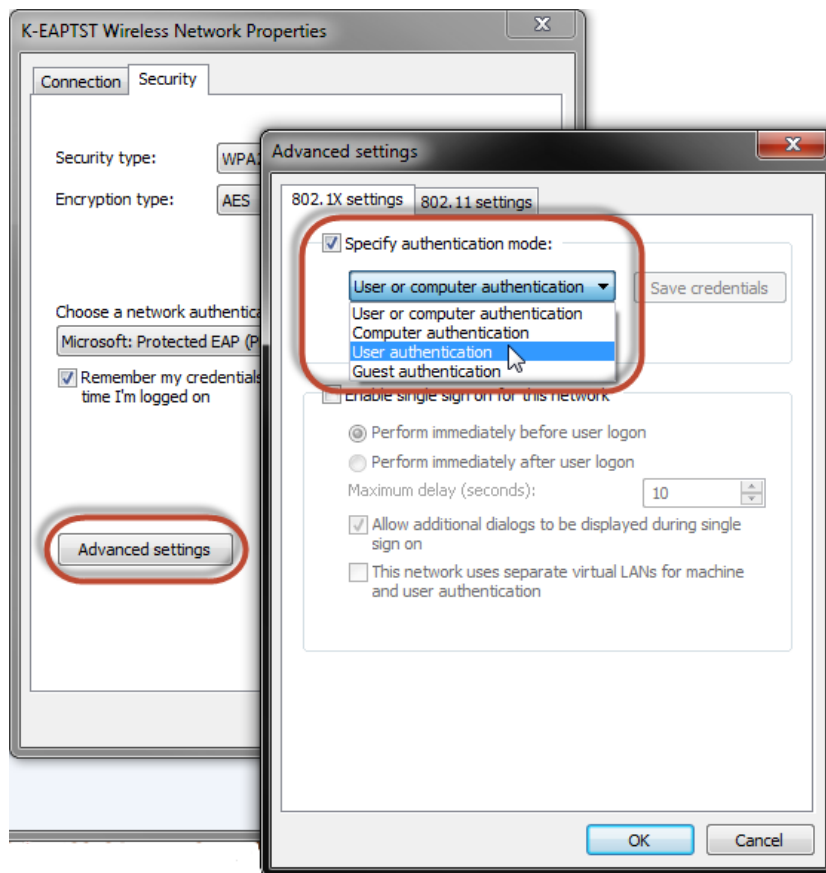 K-EAPTST Wireless Network Properties
Connection
Security
Security type:
Encryption type:
AES
Choose a network
Microsoft: Protected EAP
Remember my credentials
time I'm logged on
Advanced settings
Advanced settings
802.1X settings
802.11 settings
Specify authentication mode:
User or computer authentication
Save credentials
User or computer authentication
Computer authentication
User authentication
Guest authentication
Enable single sign on for this network
Perform immediately before user logon
Perform immediately after user logon
Maximum delay (seconds):
10
Allow additional dialogs to be displayed during single
sign on
This network uses separate virtual LANs for machine
and user authentication
OK
Cancel